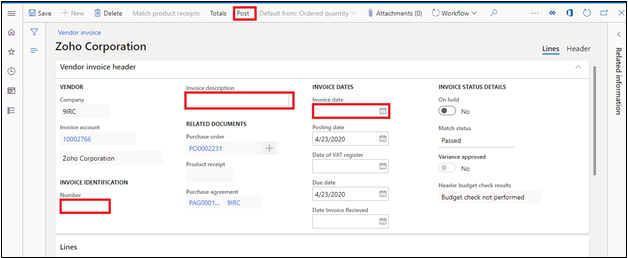 Save + New Delete Match product receipts Totals Post Default from: Ordered quantity Attachments (0) Workflow ...
Vendor invoice
Zoho Corporation
Lines Header
Vendor invoice header
VENDOR
Company
9IRC
Invoice account
10002766
Zoho Corporation
INVOICE IDENTIFICATION
Number
Invoice description
RELATED DOCUMENTS
Purchase order
PO0002231
Product receipt
Purchase agreement
PAG0001... 9IRC
INVOICE DATES
Invoice date
Posting date
4/23/2020
Date of VAT register
Due date
4/23/2020
Date Invoice Recieved
INVOICE STATUS DETAILS
On hold
No
Match status
Passed
Variance approved
No
Header budget check results
Budget check not performed
Lines
Related information